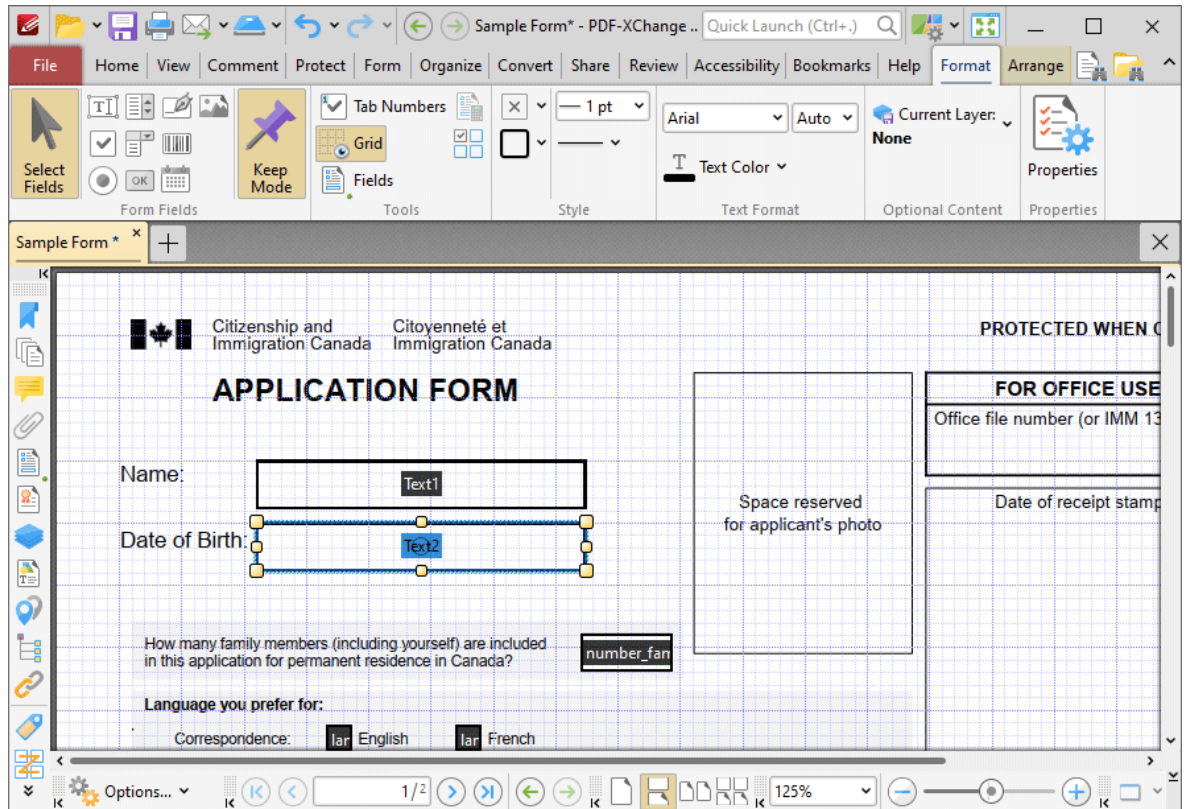 Sample Form* - PDF-XChange ..
Quick Launch (Ctrl+.)
File Home View Comment Protect Form Organize Convert Share Review Accessibility Bookmarks Help Format Arrange
Select Fields
OK
Keep Mode
Form Fields
Tab Numbers
Grid
Fields
Tools
1 pt
Style
Arial
Auto
Text Color
Text Format
Current Layer:
None
Optional Content
Properties
Properties
Sample Form *
Citizenship and
Immigration Canada
Citoyenneté et
Immigration Canada
PROTECTED WHEN
APPLICATION FORM
FOR OFFICE USE
Office file number (or IMM 13
Name:
Text1
Space reserved
for applicant's photo
Date of receipt stamp
Date of Birth:
Text2
How many family members (including yourself) are included
in this application for permanent residence in Canada?
number_fam
Language you prefer for:
Correspondence:
lar
English
lar
French
Options...
1/2
125%